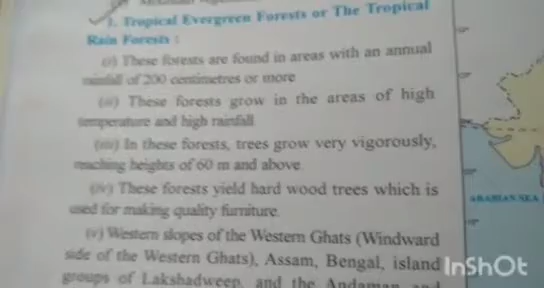 1. Tropical Evergreen Forests or The Tropical
Rain Forests :
(i) These forests are found in areas with an annual
rainfall of 200 centimetres or more
(ii) These forests grow in the areas of high
temperature and high rainfall.
(iii) In these forests, trees grow very vigorously,
reaching heights of 60 m and above.
(iv) These forests yield hard wood trees which is
used for making quality furniture.
(v) Western slopes of the Western Ghats (Windward
side of the Western Ghats), Assam, Bengal, island
groups of Lakshadweep, and the Andaman and
ARABIAN SEA
InShOt